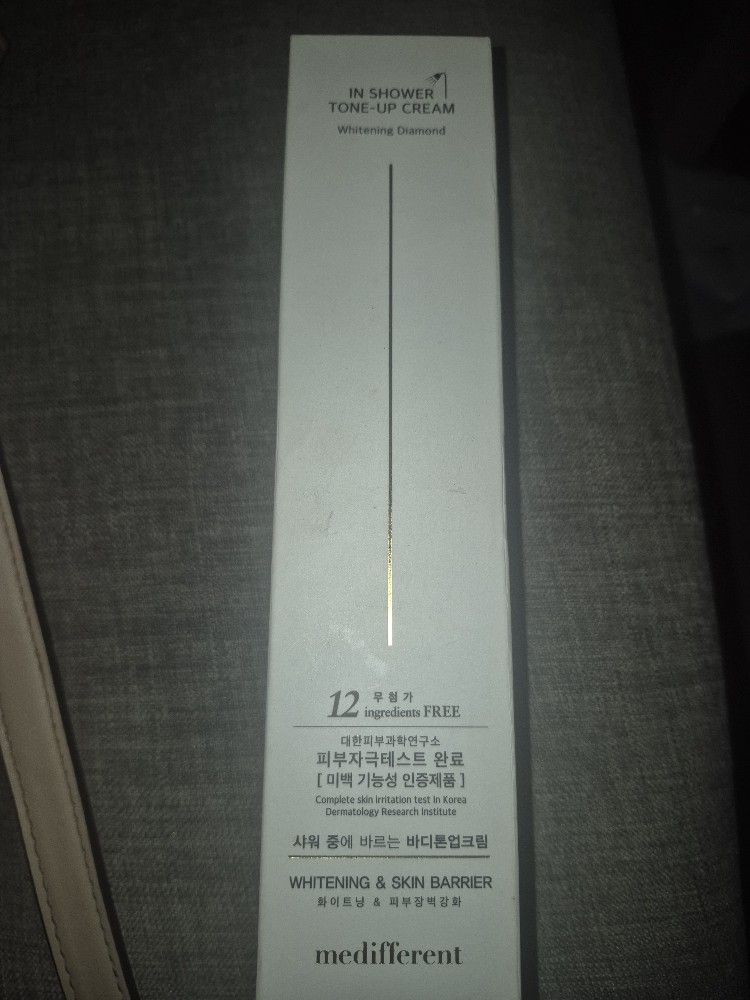 IN SHOWER
TONE-UP CREAM
Whitening Diamond
12 무첨가
ingredients FREE
대한피부과학연구소
피부자극테스트 완료
[ 미백 기능성 인증제품 ]
Complete skin irritation test In Korea
Dermatology Research Institute
샤워 중에 바르는 바디톤업크림
WHITENING & SKIN BARRIER
화이트닝 & 피부장벽강화
medifferent